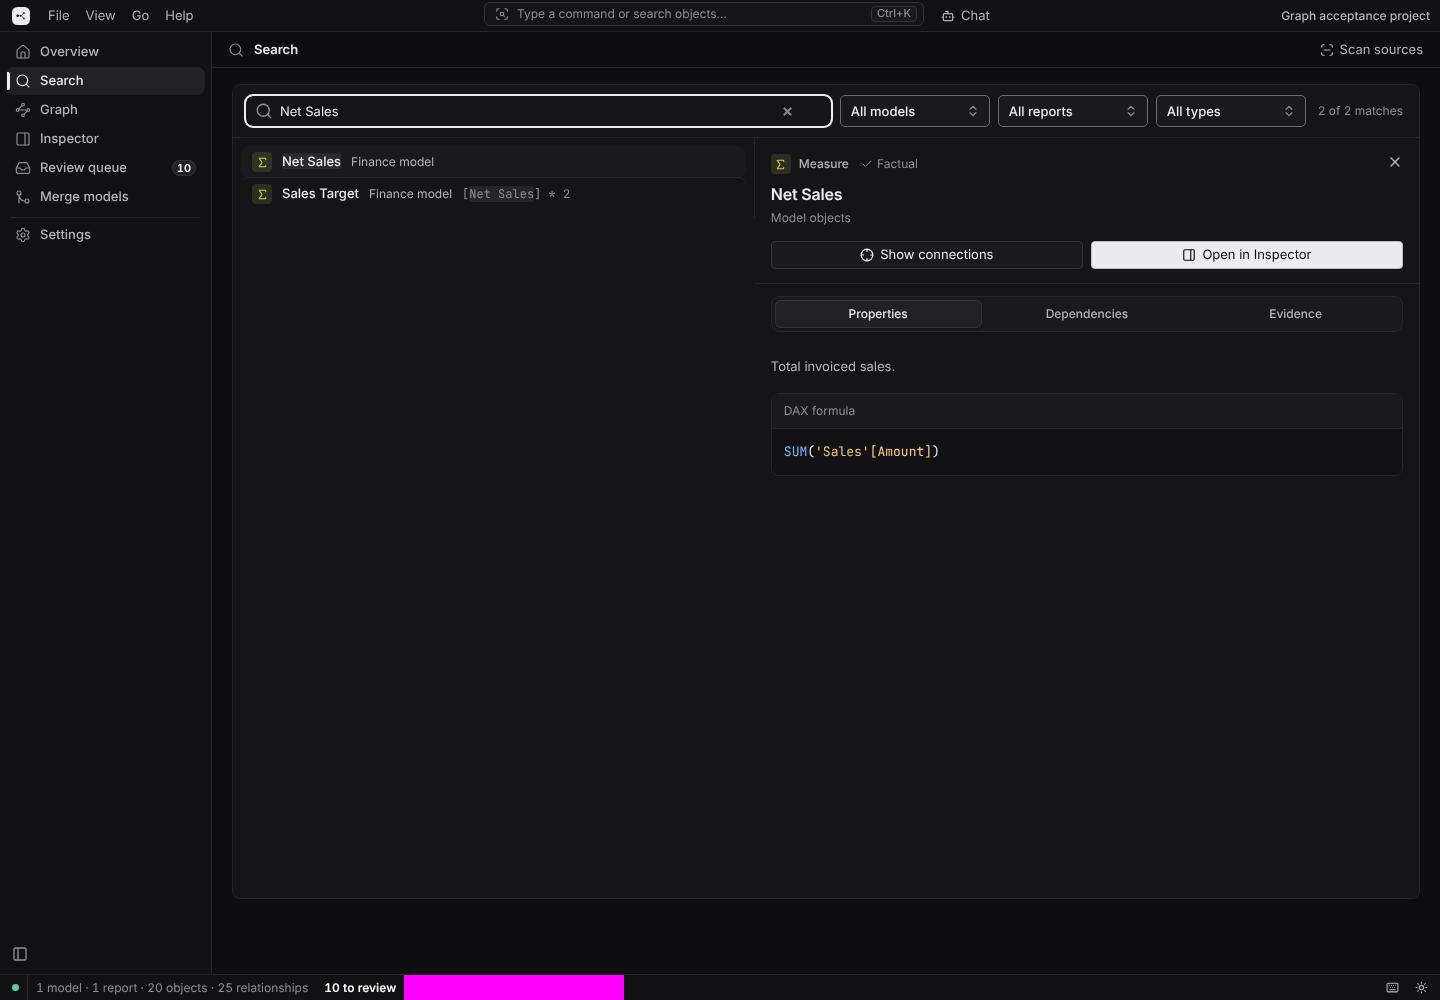 File View Go Help
Type a command or search objects... Ctrl+K
Chat
Graph acceptance project
Overview
Search
Graph
Inspector
Review queue 10
Merge models
Settings
Search
Scan sources
Net Sales
All models
All reports
All types
2 of 2 matches
Net Sales Finance model
Sales Target Finance model [Net Sales] * 2
Measure Factual
Net Sales
Model objects
Show connections
Open in Inspector
Properties
Dependencies
Evidence
Total invoiced sales.
DAX formula
SUM('Sales'[Amount])
1 model · 1 report · 20 objects · 25 relationships 10 to review